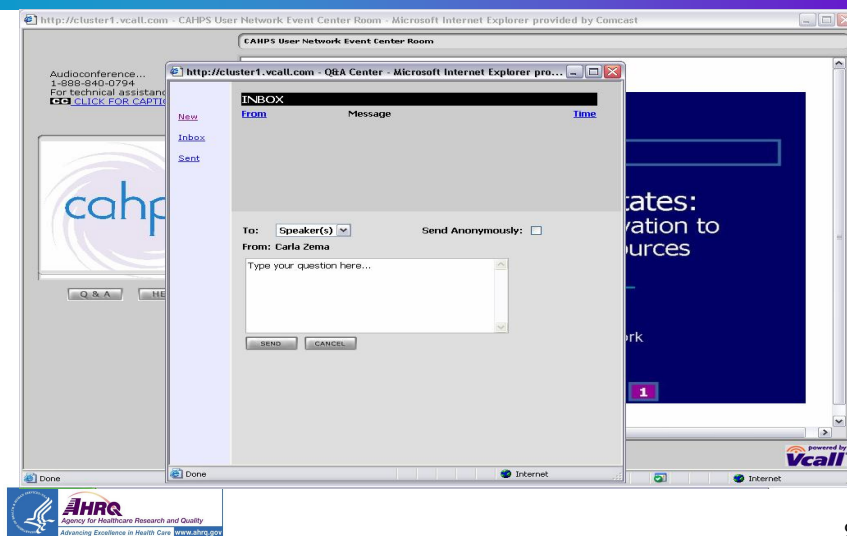 http://cluster1.vcall.com - CAHPS User Network Event Center Room - Microsoft Internet Explorer provided by Comcast
CAHPS User Network Event Center Room
Audioconference...
1-888-840-0794
For technical assistanc
CC CLICK FOR CAPTI
cahp
Q & A
HE
http://cluster1.vcall.com - Q&A Center - Microsoft Internet Explorer pro...
New
Inbox
Sent
INBOX
From Message Time
To: Speaker(s) Send Anonymously:
From: Carla Zema
Type your question here...
SEND CANCEL
Done Internet
tates:
vation to
urces
rk
1
powered by
Vcall
Done Internet
AHRQ
Agency for Healthcare Research and Quality
Advancing Excellence in Health Care www.ahrq.gov